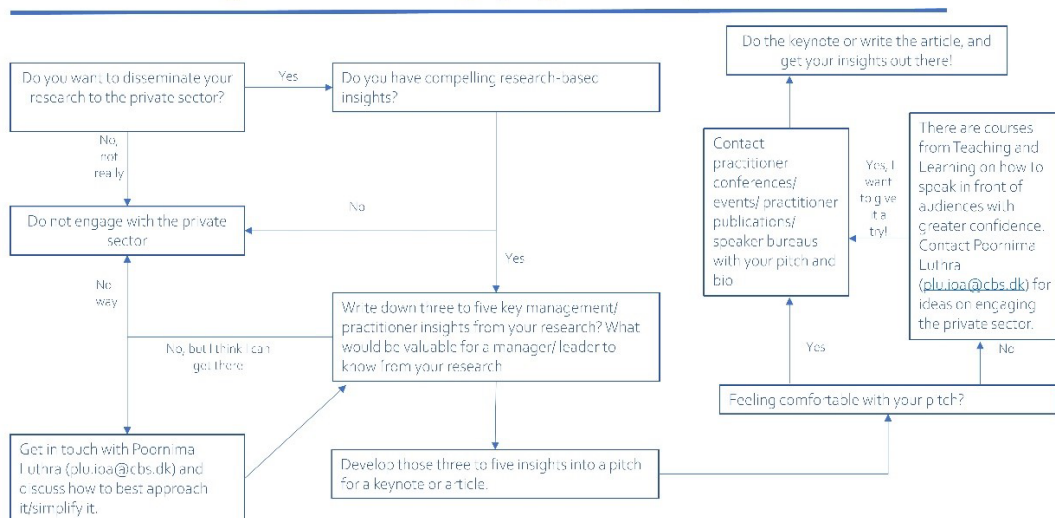 Do you want to disseminate your
research to the private sector?
Yes
Do you have compelling research-based
insights?
No,
not
really
Do not engage with the private
sector
No
Yes
No
way
No, but I think I can
get there
Write down three to five key management/
practitioner insights from your research? What
would be valuable for a manager/ leader to
know from your research
Get in touch with Poornima
Luthra (plu.ioa@cbs.dk) and
discuss how to best approach
it/simplify it.
Develop those three to five insights into a pitch
for a keynote or article.
Do the keynote or write the article, and
get your insights out there!
Contact
practitioner
conferences/
events/ practitioner
publications/
speaker bureaus
with your pitch and
bio
Yes, I
want
to give
it a
try!
There are courses
from Teaching and
Learning on how to
speak in front of
audiences with
greater confidence.
Contact Poornima
Luthra
(plu.ioa@cbs.dk) for
ideas on engaging
the private sector.
Yes
No
Feeling comfortable with your pitch?